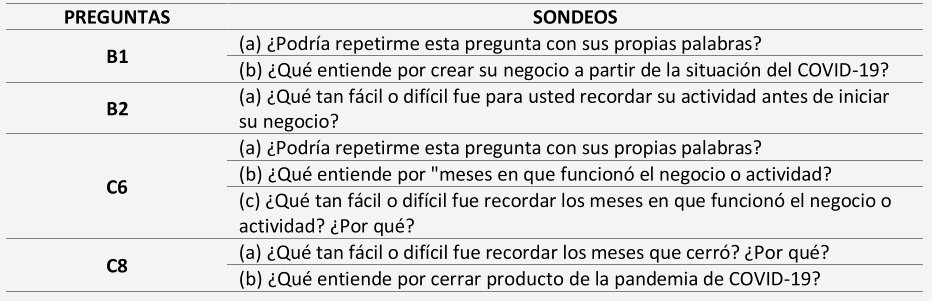 PREGUNTAS SONDEOS
B1
(a) ¿Podría repetirme esta pregunta con sus propias palabras?
(b) ¿Qué entiende por crear su negocio a partir de la situación del COVID-19?
B2
(a) ¿Qué tan fácil o difícil fue para usted recordar su actividad antes de iniciar
su negocio?
C6
(a) ¿Podría repetirme esta pregunta con sus propias palabras?
(b) ¿Qué entiende por "meses en que funcionó el negocio o actividad?
(c) ¿Qué tan fácil o difícil fue recordar los meses en que funcionó el negocio o
actividad? ¿Por qué?
C8
(a) ¿Qué tan fácil o difícil fue recordar los meses que cerró? ¿Por qué?
(b) ¿Qué entiende por cerrar producto de la pandemia de COVID-19?